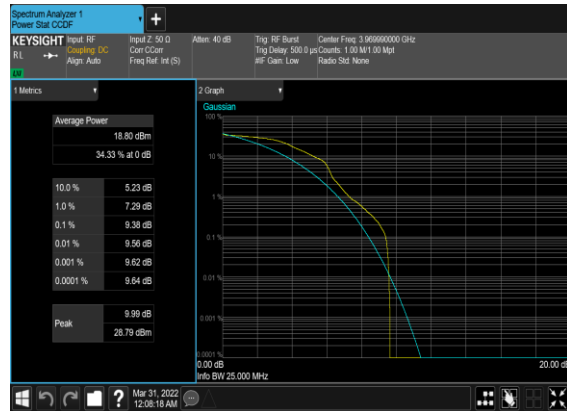 Spectrum Analyzer 1
Power Stat CCDF
KEYSIGHT
RL
Input: RF
Coupling: DC
Align: Auto
Input Z: 50 Ω
Corr CCorr
Freq Ref: Int (S)
Atten: 40 dB
Trig: RF Burst
Trig Delay: 500.0 µs
#IF Gain: Low
Center Freq: 3.969990000 GHz
Counts: 1.00 M/1.00 Mpt
Radio Std: None
1 Metrics
Average Power
18.80 dBm
34.33 % at 0 dB
10.0 % 5.23 dB
1.0 % 7.29 dB
0.1 % 9.38 dB
0.01 % 9.56 dB
0.001 % 9.62 dB
0.0001 % 9.64 dB
Peak
9.99 dB
28.79 dBm
2 Graph
Gaussian
100 %
10 %
1 %
0.1 %
0.01 %
0.001 %
0.0001 %
0.00 dB
20.00 dB
Info BW 25.000 MHz
?
Mar 31, 2022
12:08:18 AM